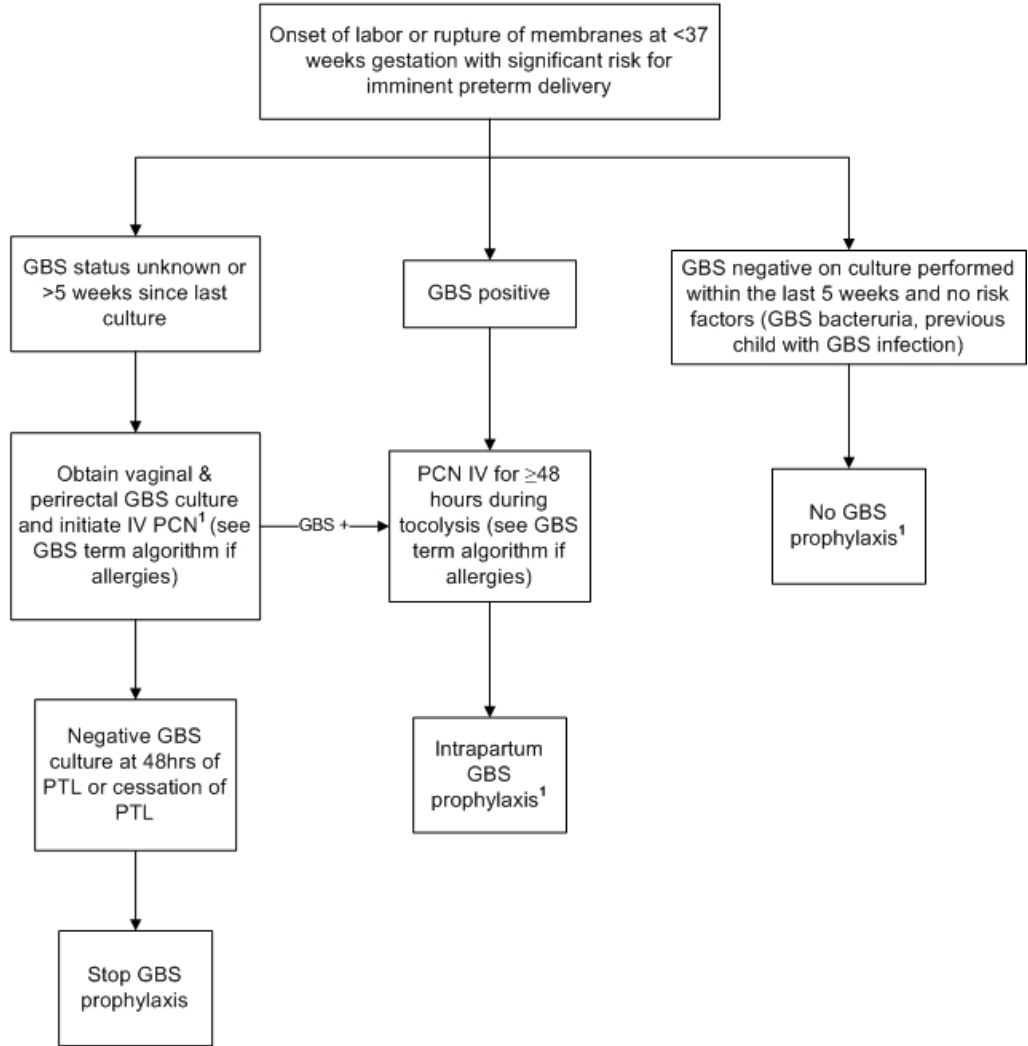 Onset of labor or rupture of membranes at <37
weeks gestation with significant risk for
imminent preterm delivery
GBS status unknown or
>5 weeks since last
culture
GBS positive
GBS negative on culture performed
within the last 5 weeks and no risk
factors (GBS bacteruria, previous
child with GBS infection)
Obtain vaginal &
perirectal GBS culture
and initiate IV PCN¹ (see
GBS term algorithm if
allergies)
GBS +
PCN IV for ≥48
hours during
tocolysis (see GBS
term algorithm if
allergies)
No GBS
prophylaxis¹
Negative GBS
culture at 48hrs of
PTL or cessation of
PTL
Intrapartum
GBS
prophylaxis¹
Stop GBS
prophylaxis